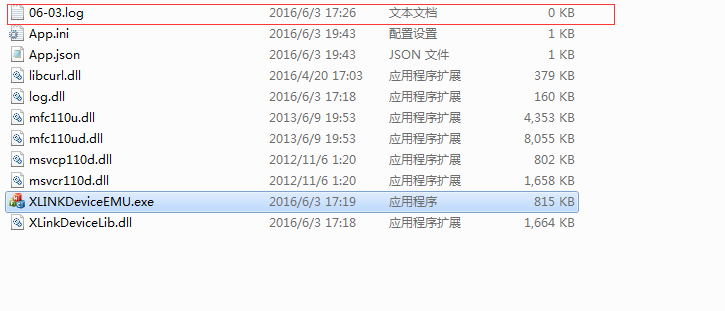 06-03.log 2016/6/3 17:26 文本文档 0 KB
App.ini 2016/6/3 19:43 配置设置 1 KB
App.json 2016/6/3 19:43 JSON 文件 1 KB
libcurl.dll 2016/4/20 17:03 应用程序扩展 379 KB
log.dll 2016/6/3 17:18 应用程序扩展 160 KB
mfc110u.dll 2013/6/9 19:53 应用程序扩展 4,353 KB
mfc110ud.dll 2013/6/9 19:53 应用程序扩展 8,055 KB
msvcp110d.dll 2012/11/6 1:20 应用程序扩展 802 KB
msvcr110d.dll 2012/11/6 1:20 应用程序扩展 1,658 KB
XLINKDeviceEMU.exe 2016/6/3 17:19 应用程序 815 KB
XLinkDeviceLib.dll 2016/6/3 17:18 应用程序扩展 1,664 KB